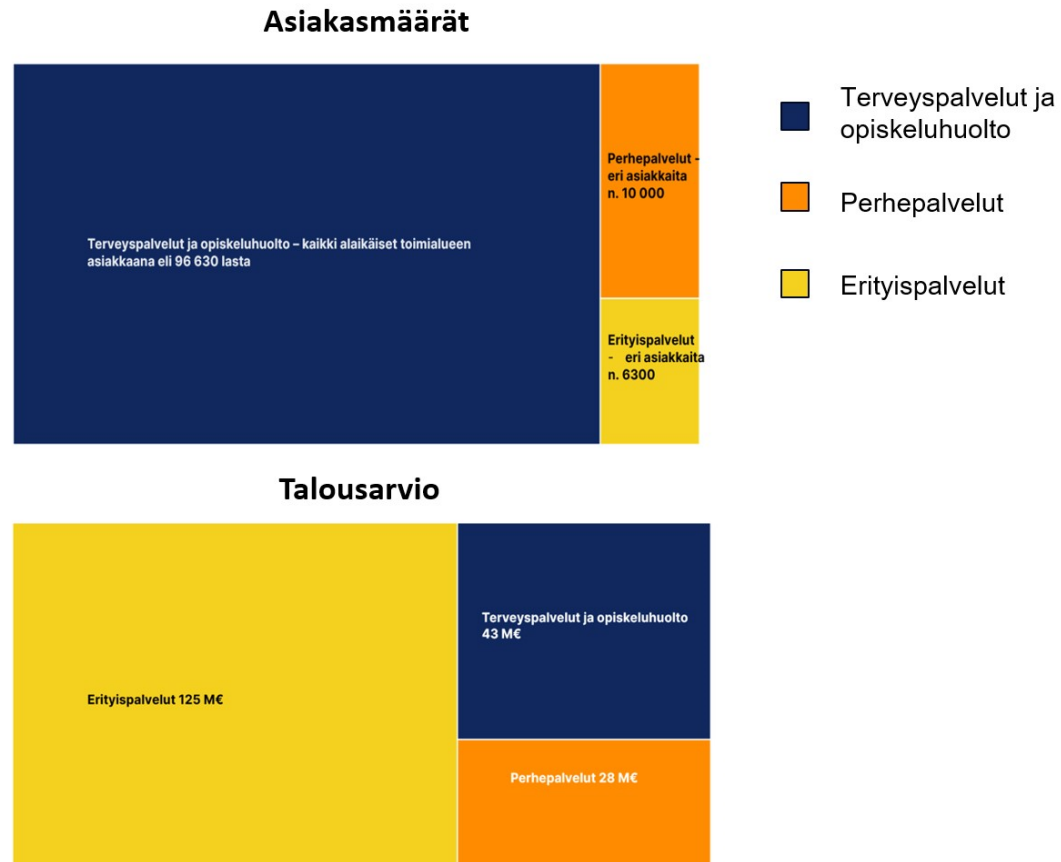 Asiakasmäärät
Terveyspalvelut ja opiskeluhuolto – kaikki alaikäiset toimialueen
asiakkaana eli 96 630 lasta
Perhepalvelut -
eri asiakkaita
n. 10 000
Erityispalvelut
- eri asiakkaita
n. 6300
Terveyspalvelut ja
opiskeluhuolto
Perhepalvelut
Erityispalvelut
Talousarvio
Erityispalvelut 125 M€
Terveyspalvelut ja opiskeluhuolto
43 M€
Perhepalvelut 28 M€